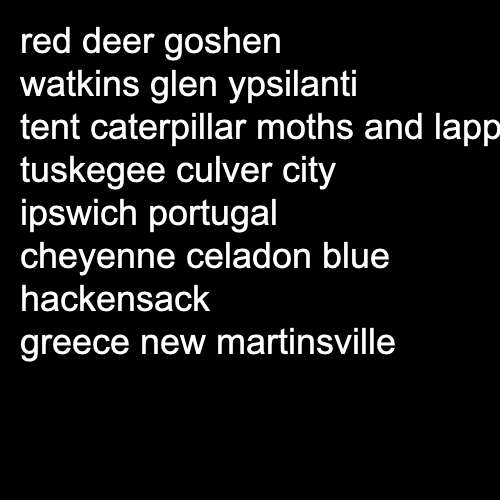 red deer goshen
watkins glen ypsilanti
tent caterpillar moths and lapp
tuskegee culver city
ipswich portugal
cheyenne celadon blue
hackensack
greece new martinsville